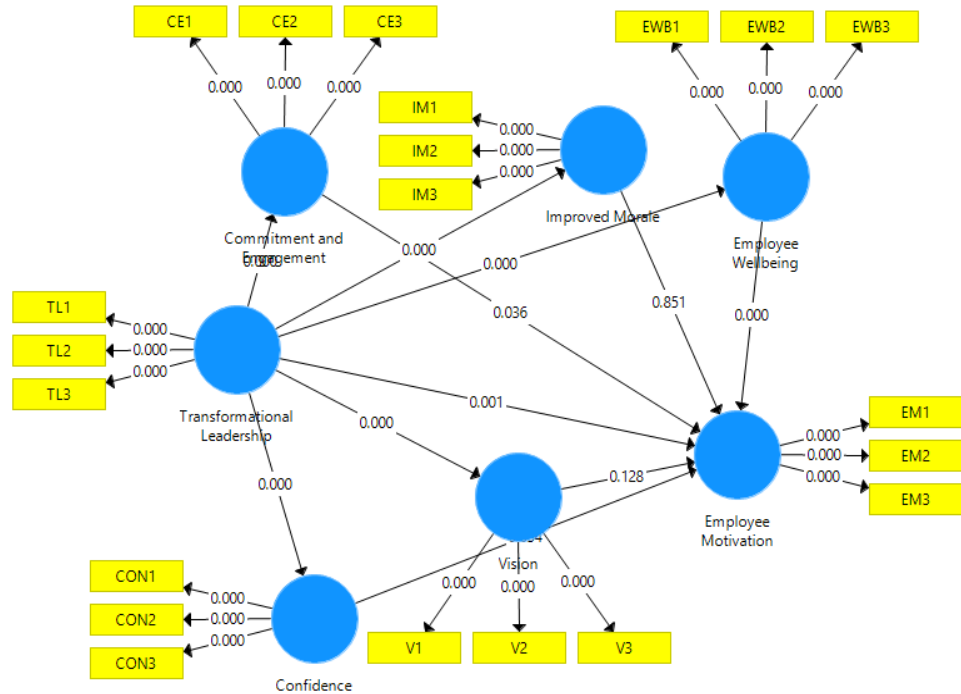 CE1
CE2
CE3
EWB1
EWB2
EWB3
0.000
0.000
0.000
0.000
0.000
0.000
IM1
IM2
IM3
0.000
0.000
0.000
Improved Morale
Commitment and
Engagement
Employee
Wellbeing
0.000
0.000
0.036
0.851
0.000
TL1
TL2
TL3
0.000
0.000
0.000
Transformational
Leadership
0.001
0.000
0.000
0.128
EM1
EM2
EM3
0.000
0.000
0.000
Employee
Motivation
Vision
CON1
CON2
CON3
0.000
0.000
0.000
Confidence
0.000
0.000
0.000
V1
V2
V3